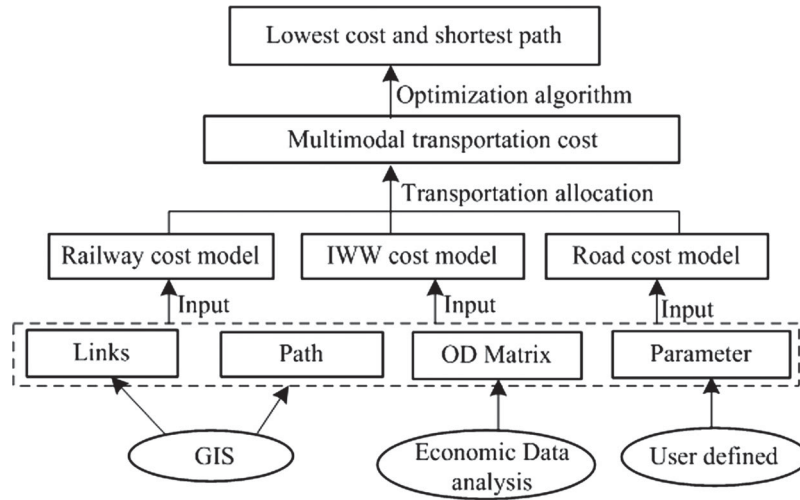 Lowest cost and shortest path
Optimization algorithm
Multimodal transportation cost
Transportation allocation
Railway cost model
IWW cost model
Road cost model
Input
Input
Input
Links
Path
OD Matrix
Parameter
GIS
Economic Data
analysis
User defined